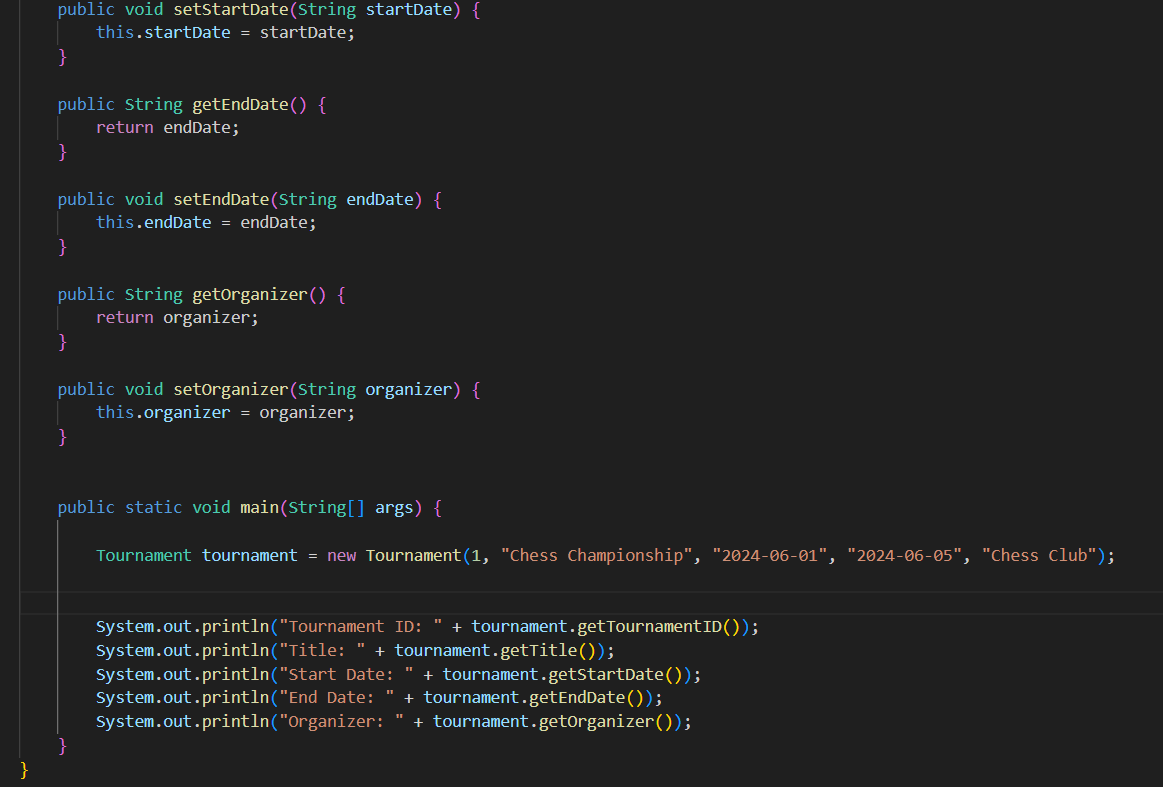 public void setStartDate(String startDate) {
this.startDate = startDate;
}
public String getEndDate() {
return endDate;
}
public void setEndDate(String endDate) {
this.endDate = endDate;
}
public String getOrganizer() {
return organizer;
}
public void setOrganizer(String organizer) {
this.organizer = organizer;
}
public static void main(String[] args) {
Tournament tournament = new Tournament(1, "Chess Championship", "2024-06-01", "2024-06-05", "Chess Club");
System.out.println("Tournament ID: " + tournament.getTournamentID());
System.out.println("Title: " + tournament.getTitle());
System.out.println("Start Date: " + tournament.getStartDate());
System.out.println("End Date: " + tournament.getEndDate());
System.out.println("Organizer: " + tournament.getOrganizer());
}
}